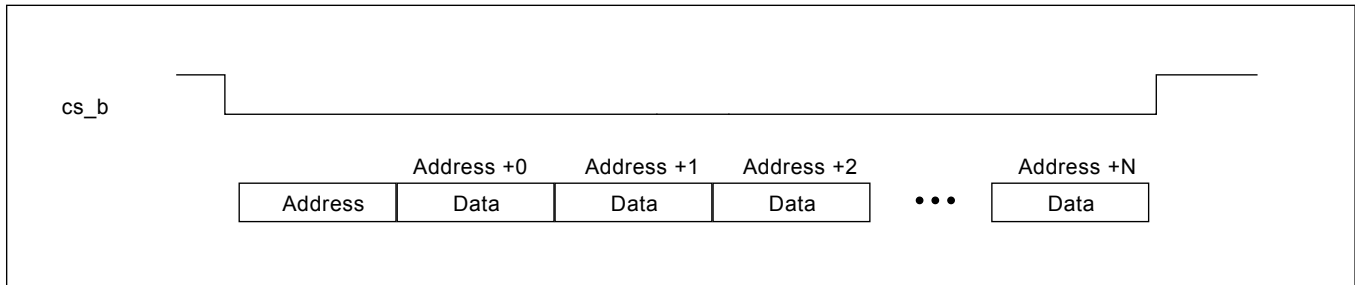 cs_b
Address +0 Address +1 Address +2 Address +N
Address Data Data Data ••• Data